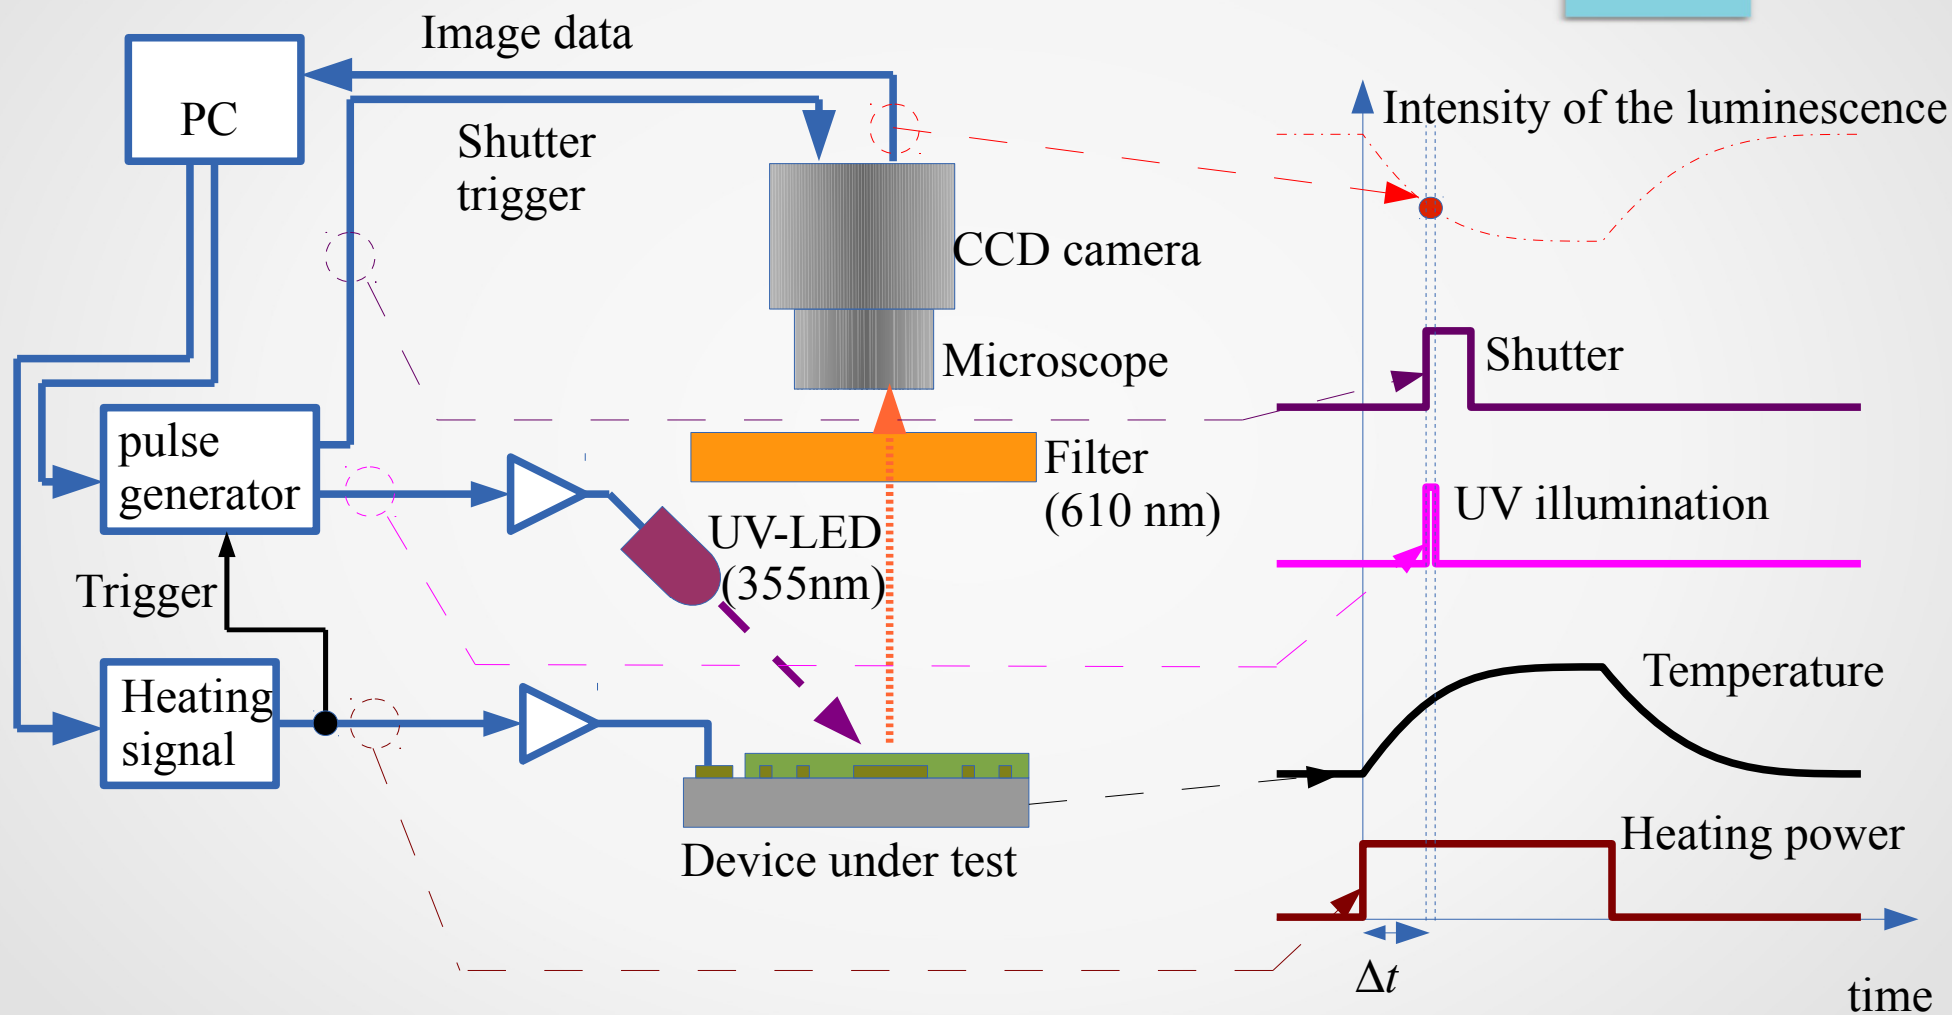 Image data
PC
Shutter
trigger
CCD camera
Microscope
pulse
generator
Filter
(610 nm)
UV-LED
(355nm)
Trigger
Heating
signal
Device under test
Intensity of the luminescence
Shutter
UV illumination
Temperature
Heating power
Δt
time